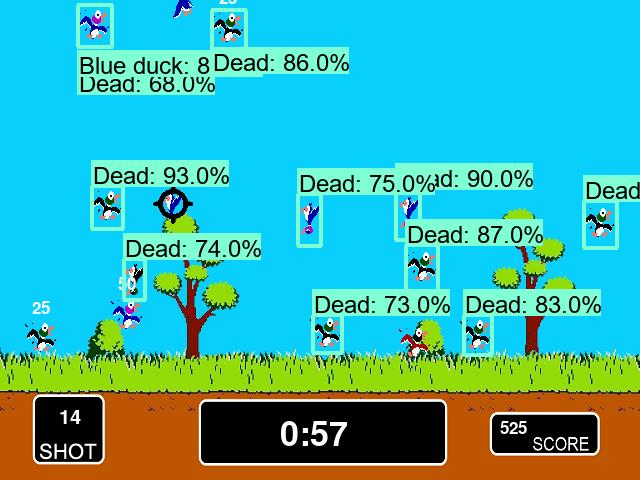 25
Blue duck: 8
Dead: 86.0%
Dead: 68.0%
Dead: 93.0%
Dead: 75.0%
ad: 90.0%
Dead
Dead: 87.0%
Dead: 74.0%
50
25
Dead: 73.0%
Dead: 83.0%
14
SHOT
0:57
525
SCORE